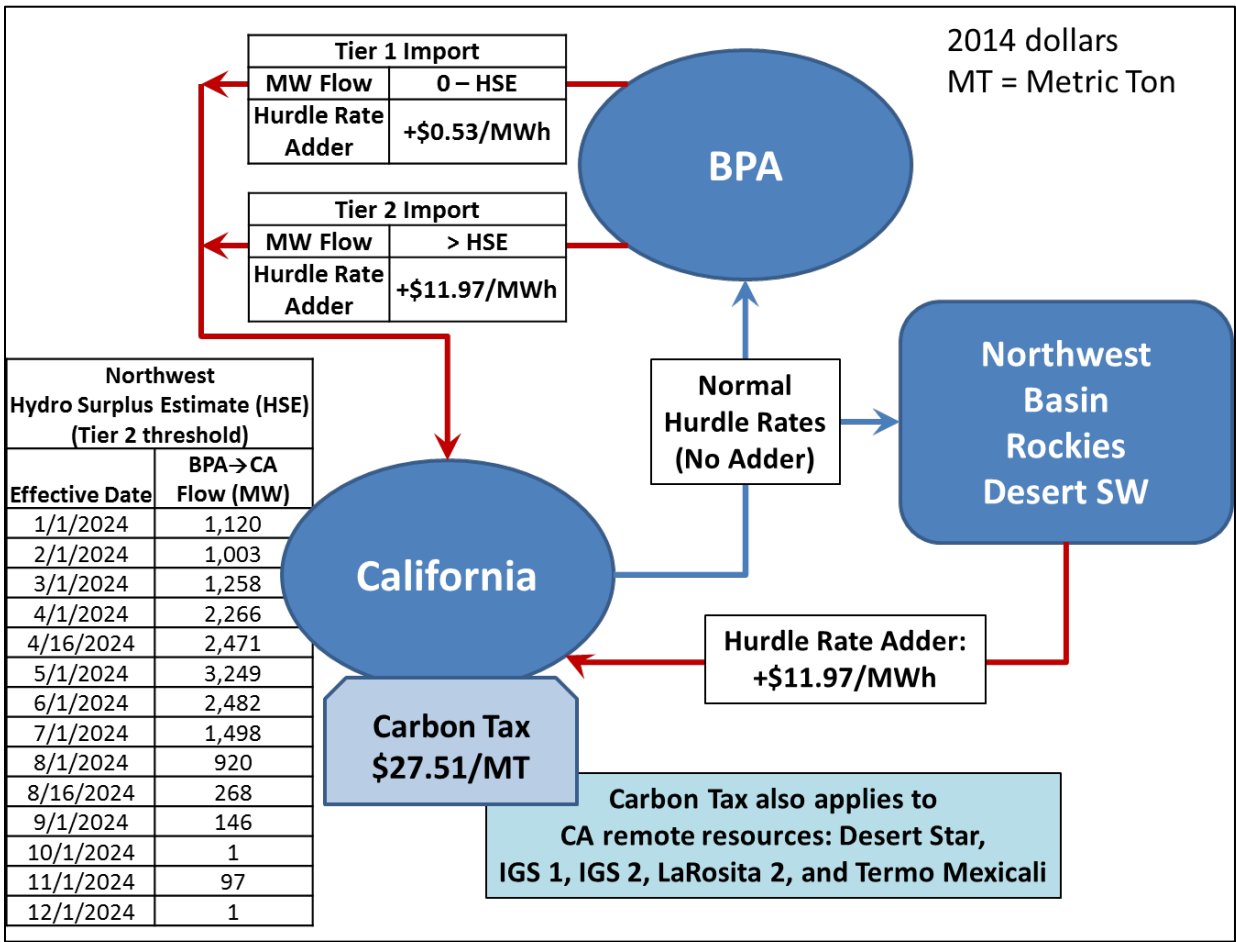 2014 dollars
MT = Metric Ton
Tier 1 Import
MW Flow 0 – HSE
Hurdle Rate
Adder
+$0.53/MWh
BPA
Tier 2 Import
MW Flow > HSE
Hurdle Rate
Adder
+$11.97/MWh
Northwest
Basin
Rockies
Desert SW
Normal
Hurdle Rates
(No Adder)
Northwest
Hydro Surplus Estimate (HSE)
(Tier 2 threshold)
Effective Date
BPA→CA
Flow (MW)
1/1/2024 1,120
2/1/2024 1,003
3/1/2024 1,258
4/1/2024 2,266
4/16/2024 2,471
5/1/2024 3,249
6/1/2024 2,482
7/1/2024 1,498
8/1/2024 920
8/16/2024 268
9/1/2024 146
10/1/2024 1
11/1/2024 97
12/1/2024 1
California
Hurdle Rate Adder:
+$11.97/MWh
Carbon Tax
$27.51/MT
Carbon Tax also applies to
CA remote resources: Desert Star,
IGS 1, IGS 2, LaRosita 2, and Termo Mexicali